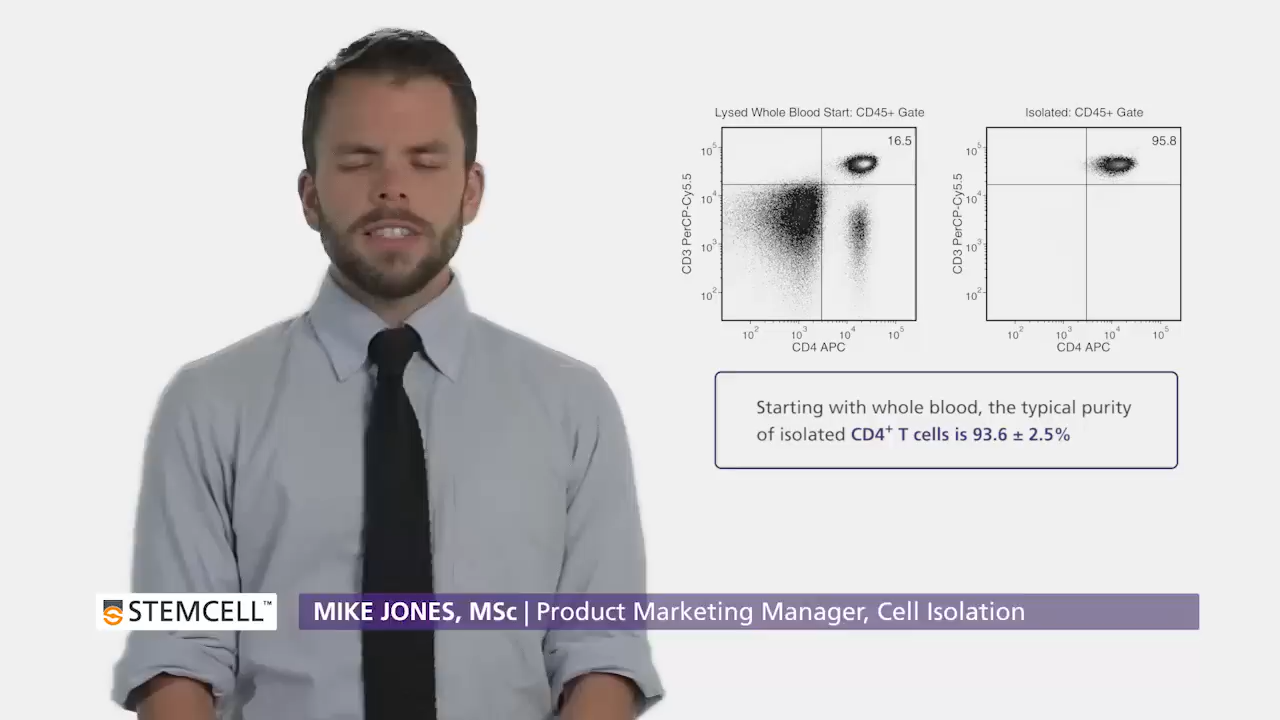 Lysed Whole Blood Start: CD45+ Gate
16.5
10⁵
10⁴
10³
10²
CD3 PerCP-Cy5.5
10² 10³ 10⁴ 10⁵
CD4 APC
Isolated: CD45+ Gate
95.8
10⁵
10⁴
10³
10²
CD3 PerCP-Cy5.5
10² 10³ 10⁴ 10⁵
CD4 APC
Starting with whole blood, the typical purity
of isolated CD4⁺ T cells is 93.6 ± 2.5%
STEMCELL™
MIKE JONES, MSc | Product Marketing Manager, Cell Isolation